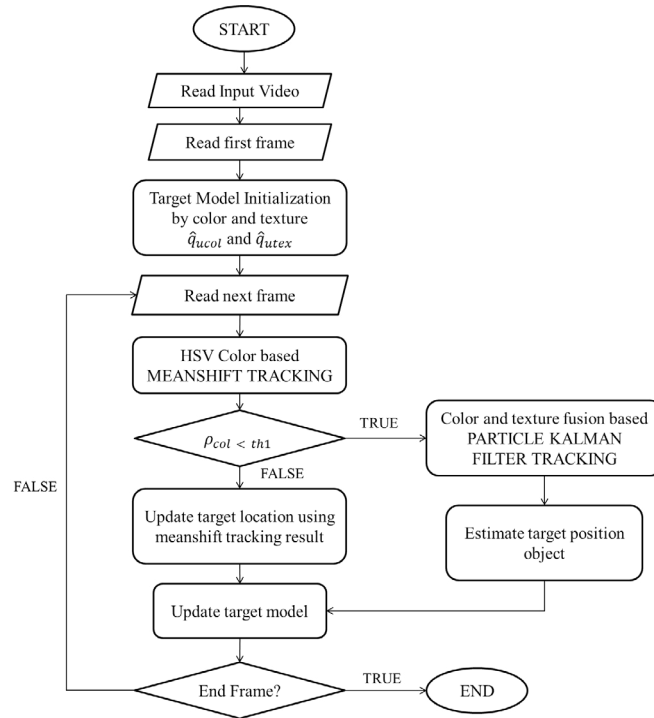 START
Read Input Video
Read first frame
Target Model Initialization
by color and texture
q̂ucol and q̂utex
Read next frame
HSV Color based
MEANSHIFT TRACKING
ρcol < th1
TRUE
Color and texture fusion based
PARTICLE KALMAN
FILTER TRACKING
FALSE
FALSE
Update target location using
meanshift tracking result
Estimate target position
object
Update target model
End Frame?
TRUE
END